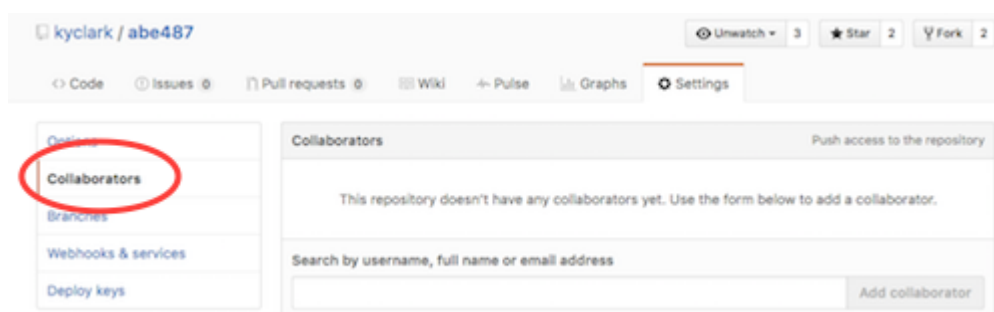 kyclark / abe487
Unwatch 3 Star 2 Fork 2
Code Issues 0 Pull requests 0 Wiki Pulse Graphs Settings
Options
Collaborators
Branches
Webhooks & services
Deploy keys
Collaborators Push access to the repository
This repository doesn't have any collaborators yet. Use the form below to add a collaborator.
Search by username, full name or email address
Add collaborator